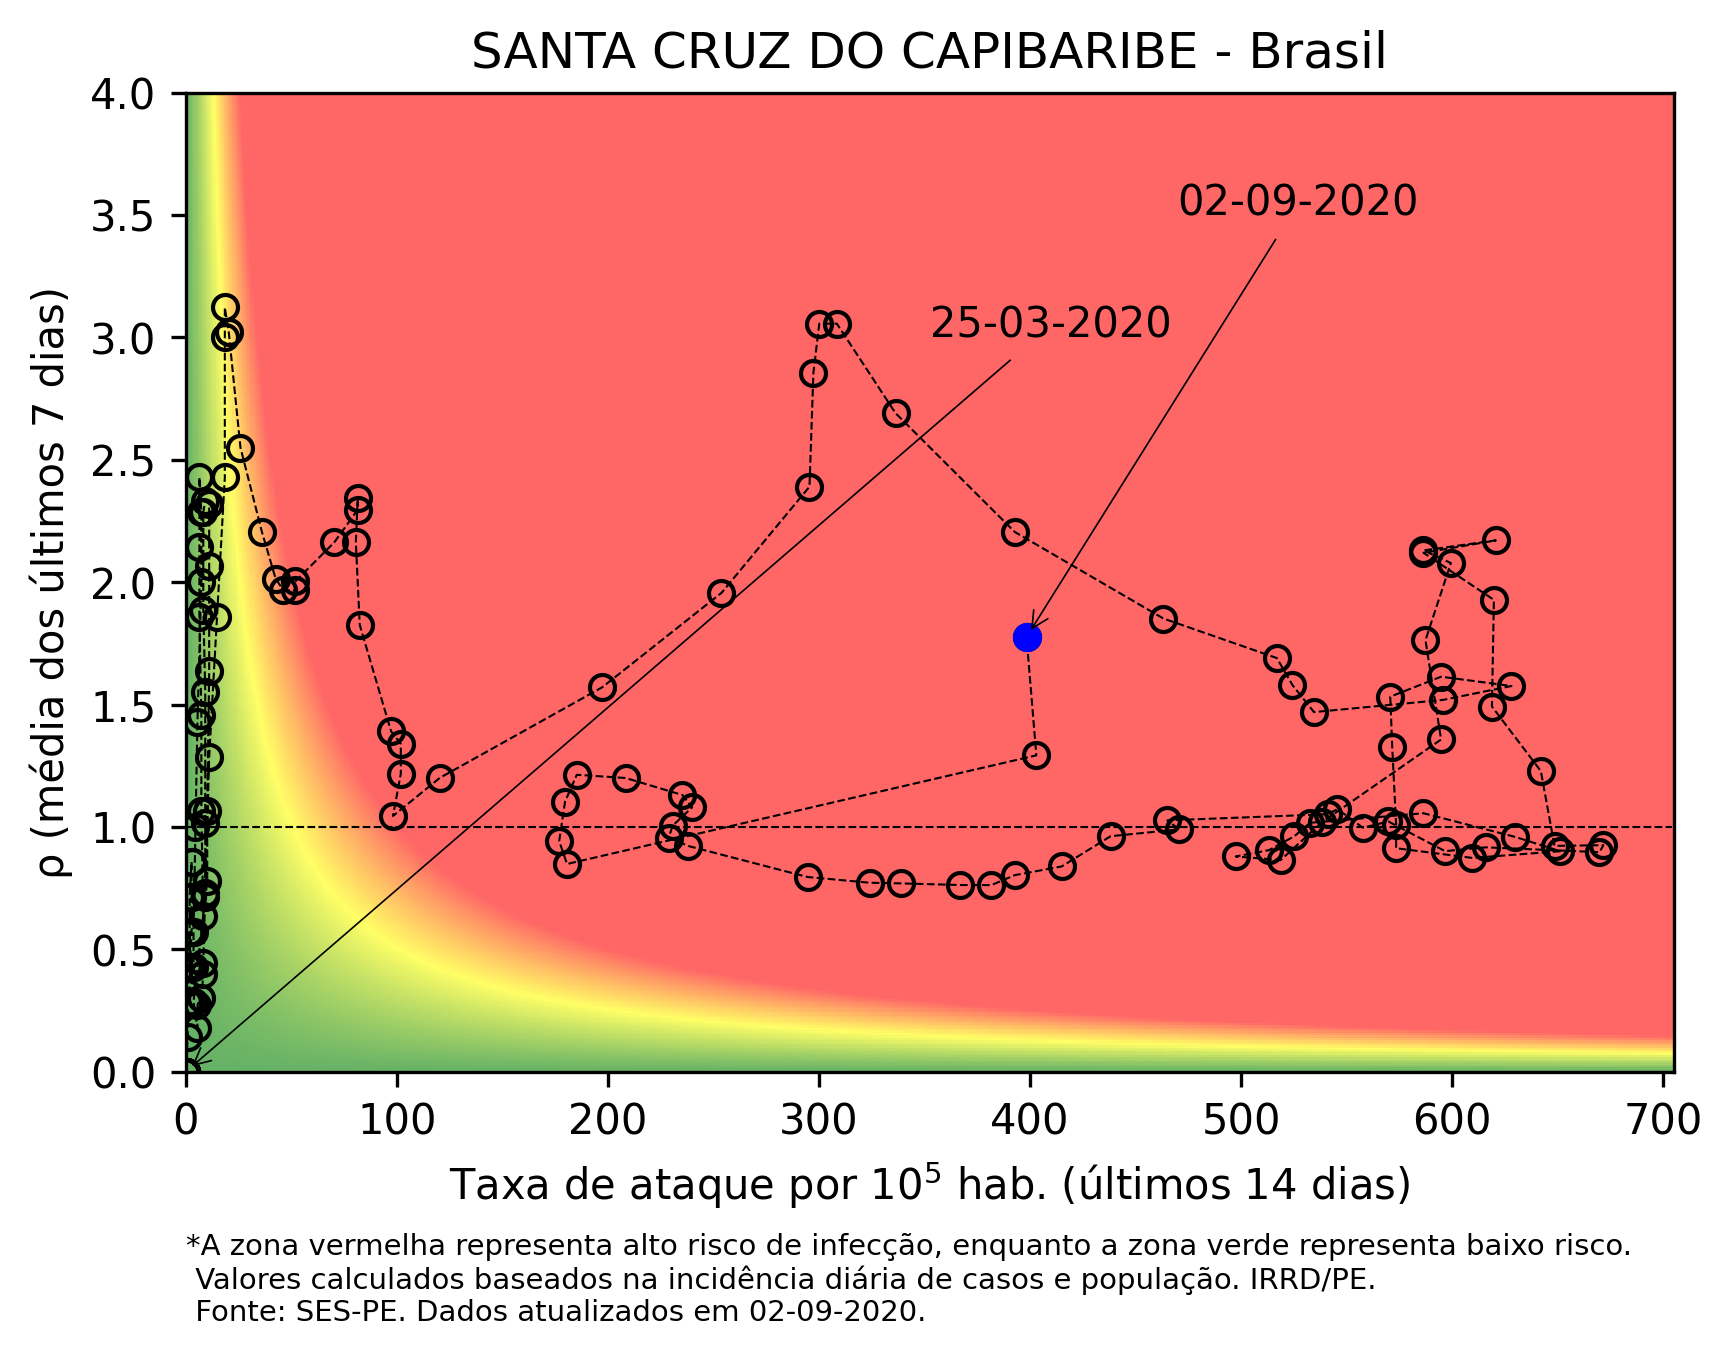 SANTA CRUZ DO CAPIBARIBE - Brasil
4.0
3.5
3.0
2.5
2.0
1.5
1.0
0.5
0.0
ρ (média dos últimos 7 dias)
02-09-2020
25-03-2020
0 100 200 300 400 500 600 700
Taxa de ataque por 10⁵ hab. (últimos 14 dias)
*A zona vermelha representa alto risco de infecção, enquanto a zona verde representa baixo risco.
Valores calculados baseados na incidência diária de casos e população. IRRD/PE.
Fonte: SES-PE. Dados atualizados em 02-09-2020.